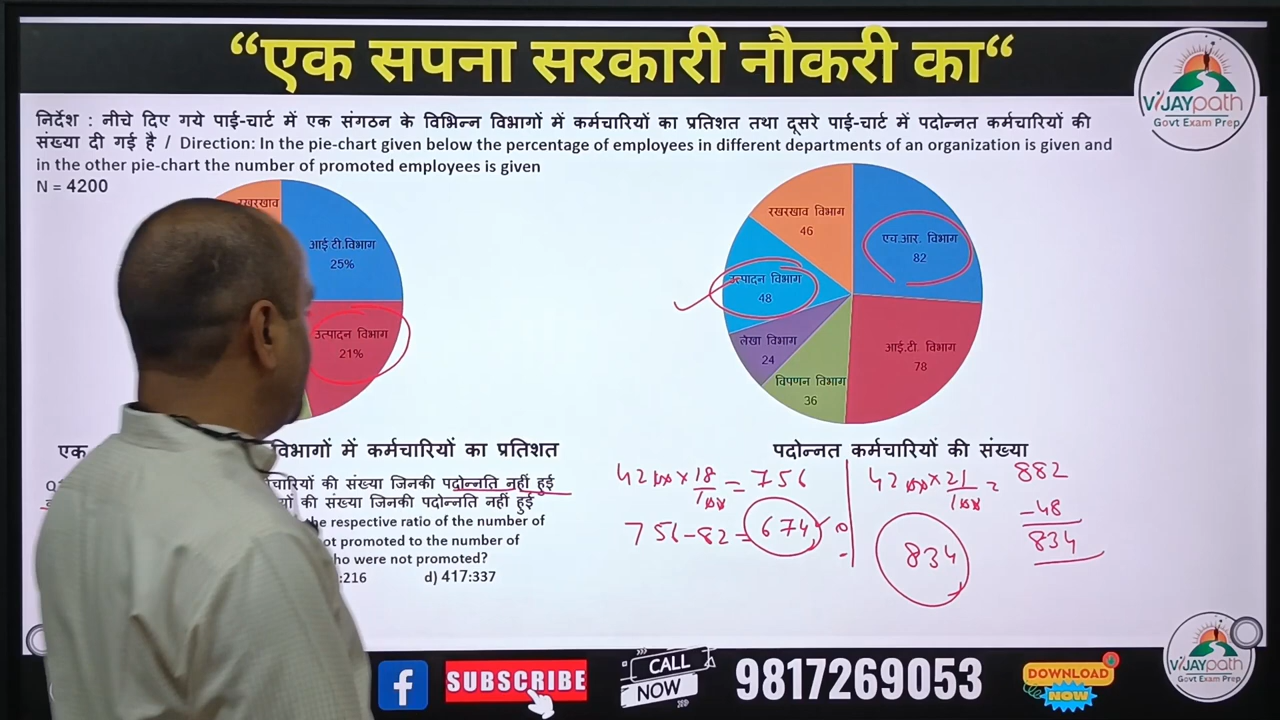 “एक सपना सरकारी नौकरी का“
VIJAYpath
Govt Exam Prep
निर्देश : नीचे दिए गये पाई-चार्ट में एक संगठन के विभिन्न विभागों में कर्मचारियों का प्रतिशत तथा दूसरे पाई-चार्ट में पदोन्नत कर्मचारियों की
संख्या दी गई है / Direction: In the pie-chart given below the percentage of employees in different departments of an organization is given and
in the other pie-chart the number of promoted employees is given
N = 4200
रखरखाव
आई.टी.विभाग
25%
उत्पादन विभाग
21%
रखरखाव विभाग
46
एच.आर. विभाग
82
उत्पादन विभाग
48
लेखा विभाग
24
आई.टी. विभाग
78
विपणन विभाग
36
एक विभागों में कर्मचारियों का प्रतिशत
पदोन्नत कर्मचारियों की संख्या
जिनकी पदोन्नति नहीं हुई
की संख्या जिनकी पदोन्नति नहीं हुई
respective ratio of the number of
promoted to the number of
were not promoted?
:216 d) 417:337
4200 × 18/100 = 756
756 - 82 = 674
4200 × 21/100 = 882
- 48
834
834
f
SUBSCRIBE
CALL
NOW
9817269053
DOWNLOAD
NOW
VIJAYpath
Govt Exam Prep